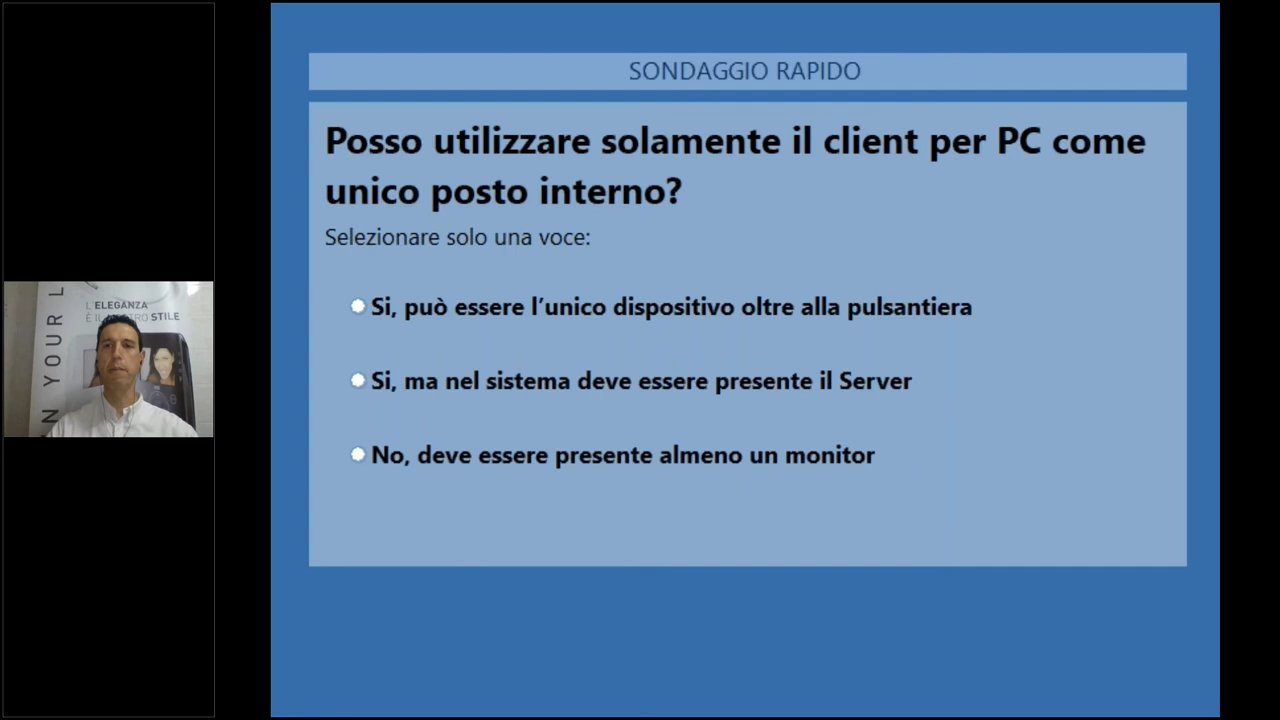 SONDAGGIO RAPIDO
Posso utilizzare solamente il client per PC come
unico posto interno?
Selezionare solo una voce:
Si, può essere l’unico dispositivo oltre alla pulsantiera
Si, ma nel sistema deve essere presente il Server
No, deve essere presente almeno un monitor
L'ELEGANZA
STILE
N YOUR L